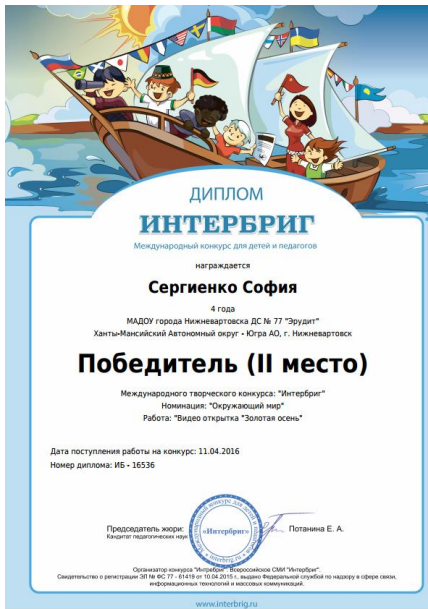 ДИПЛОМ
ИНТЕРБРИГ
Международный конкурс для детей и педагогов
награждается
Сергиенко София
4 года
МАДОУ города Нижневартовска ДС № 77 "Эрудит"
Ханты-Мансийский Автономный округ - Югра АО, г. Нижневартовск
Победитель (II место)
Международного творческого конкурса: "Интербриг"
Номинация: "Окружающий мир"
Работа: "Видео открытка "Золотая осень"
Дата поступления работы на конкурс: 11.04.2016
Номер диплома: ИБ - 16536
Председатель жюри:
Кандидат педагогических наук
«Интербриг»
Потанина Е. А.
Организатор конкурса "Интербриг": Всероссийское СМИ "Интербриг".
Свидетельство о регистрации ЭЛ № ФС 77 - 61419 от 10.04.2015 г., выдано Федеральной службой по надзору в сфере связи,
информационных технологий и массовых коммуникаций.
www.interbrig.ru